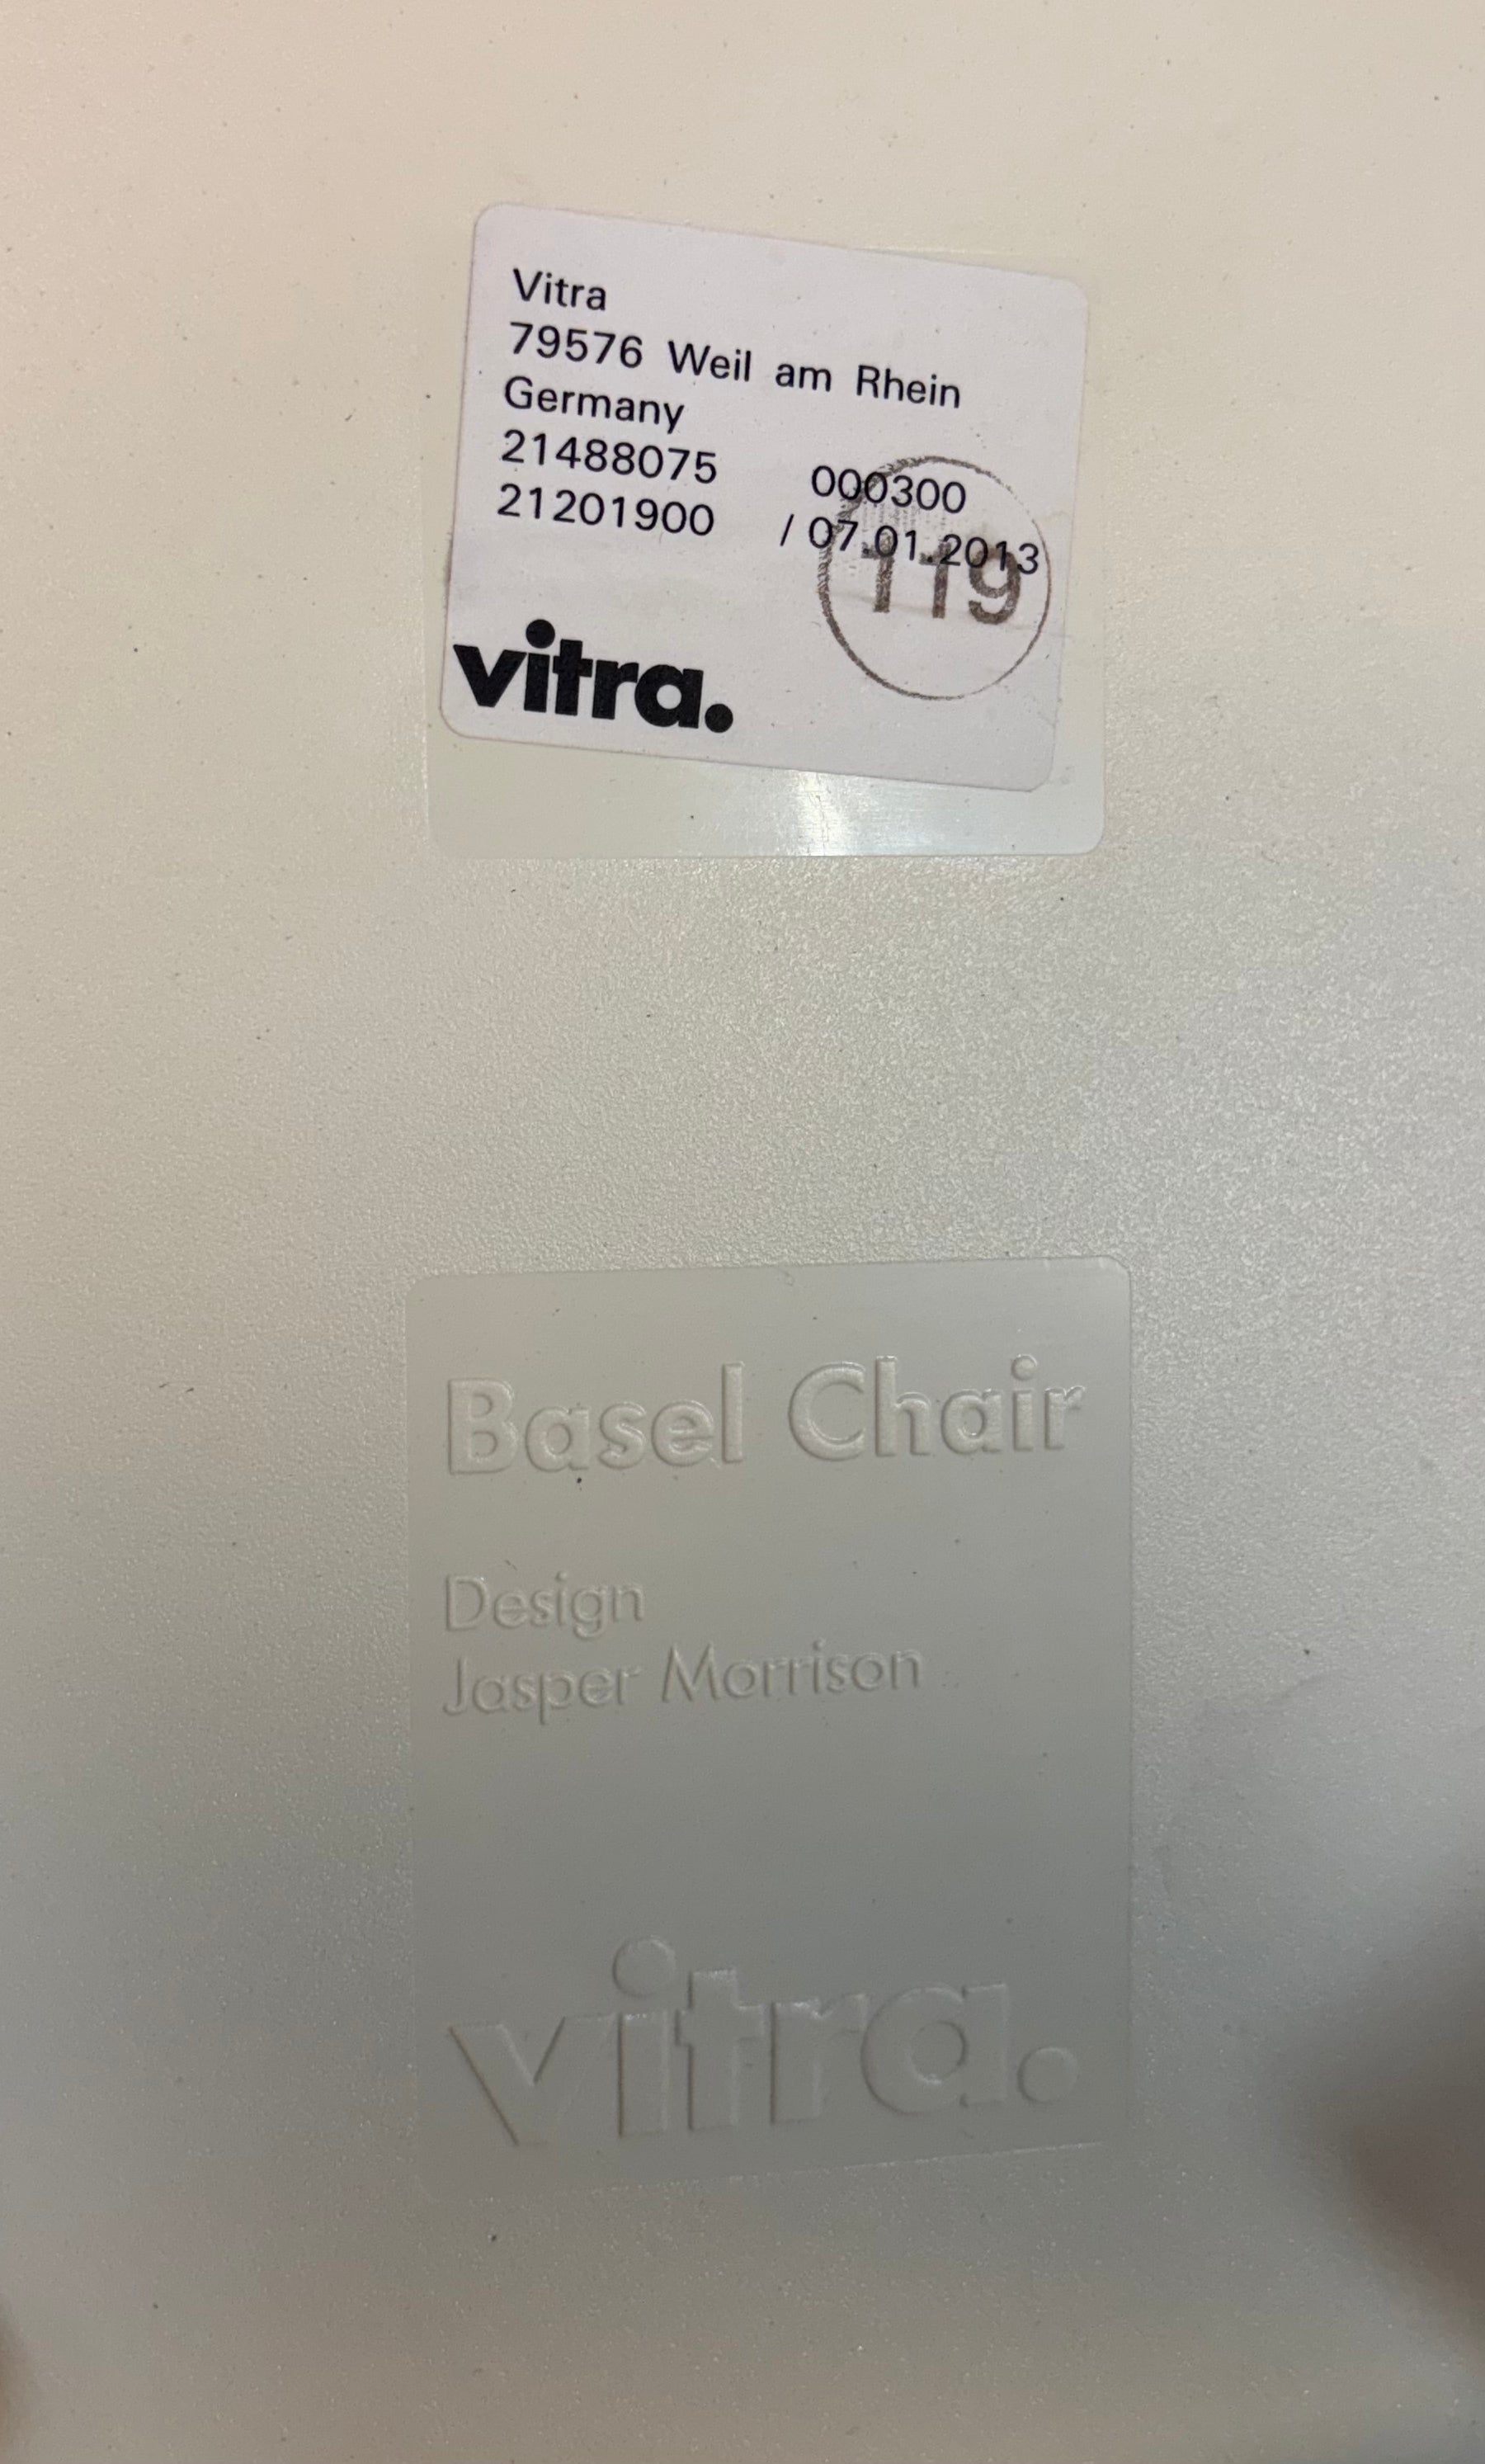 Vitra
79576 Weil am Rhein
Germany
21488075 000300
21201900 / 07.01.2013
119
vitra.
Basel Chair
Design
Jasper Morrison
vitra.